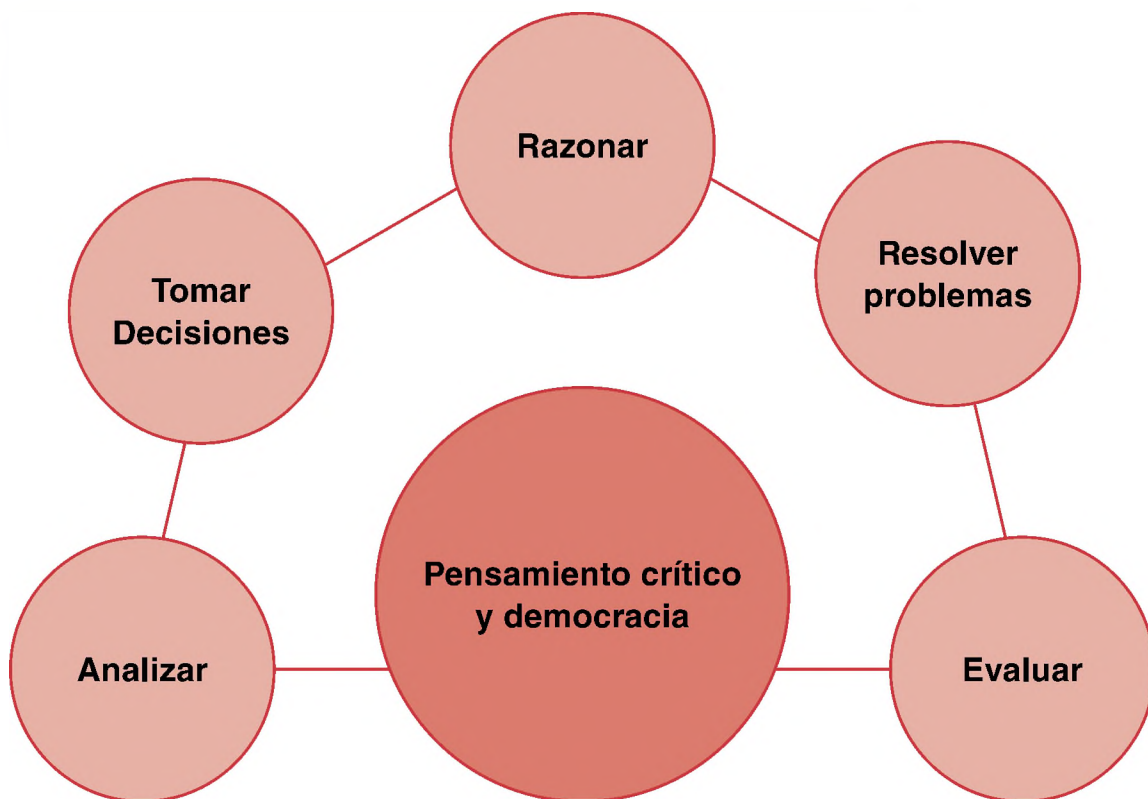 Razonar
Resolver
problemas
Tomar
Decisiones
Pensamiento crítico
y democracia
Analizar
Evaluar